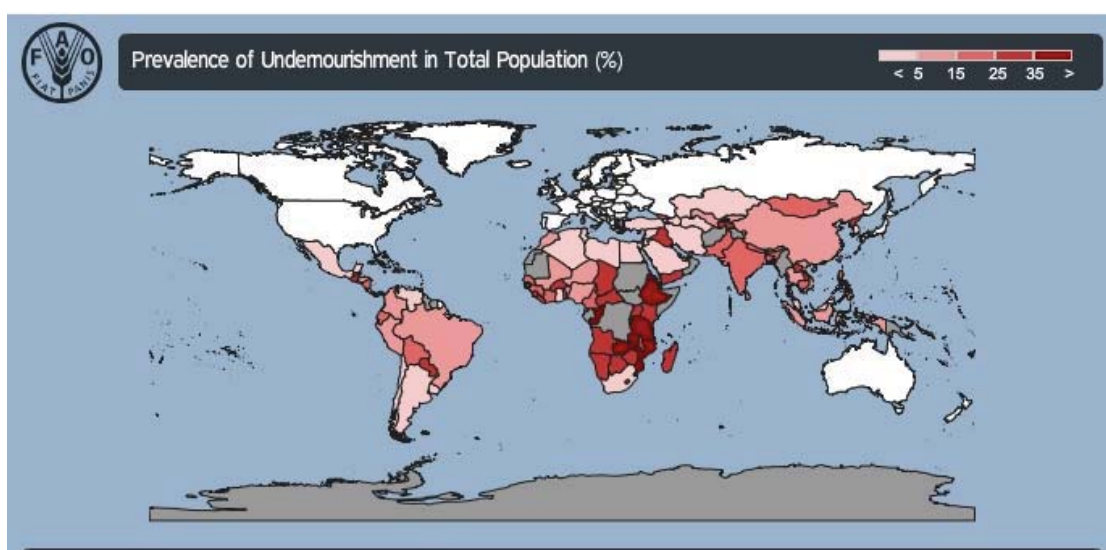 F A O
FIAT PANIS
Prevalence of Undernourishment in Total Population (%)
< 5 15 25 35 >